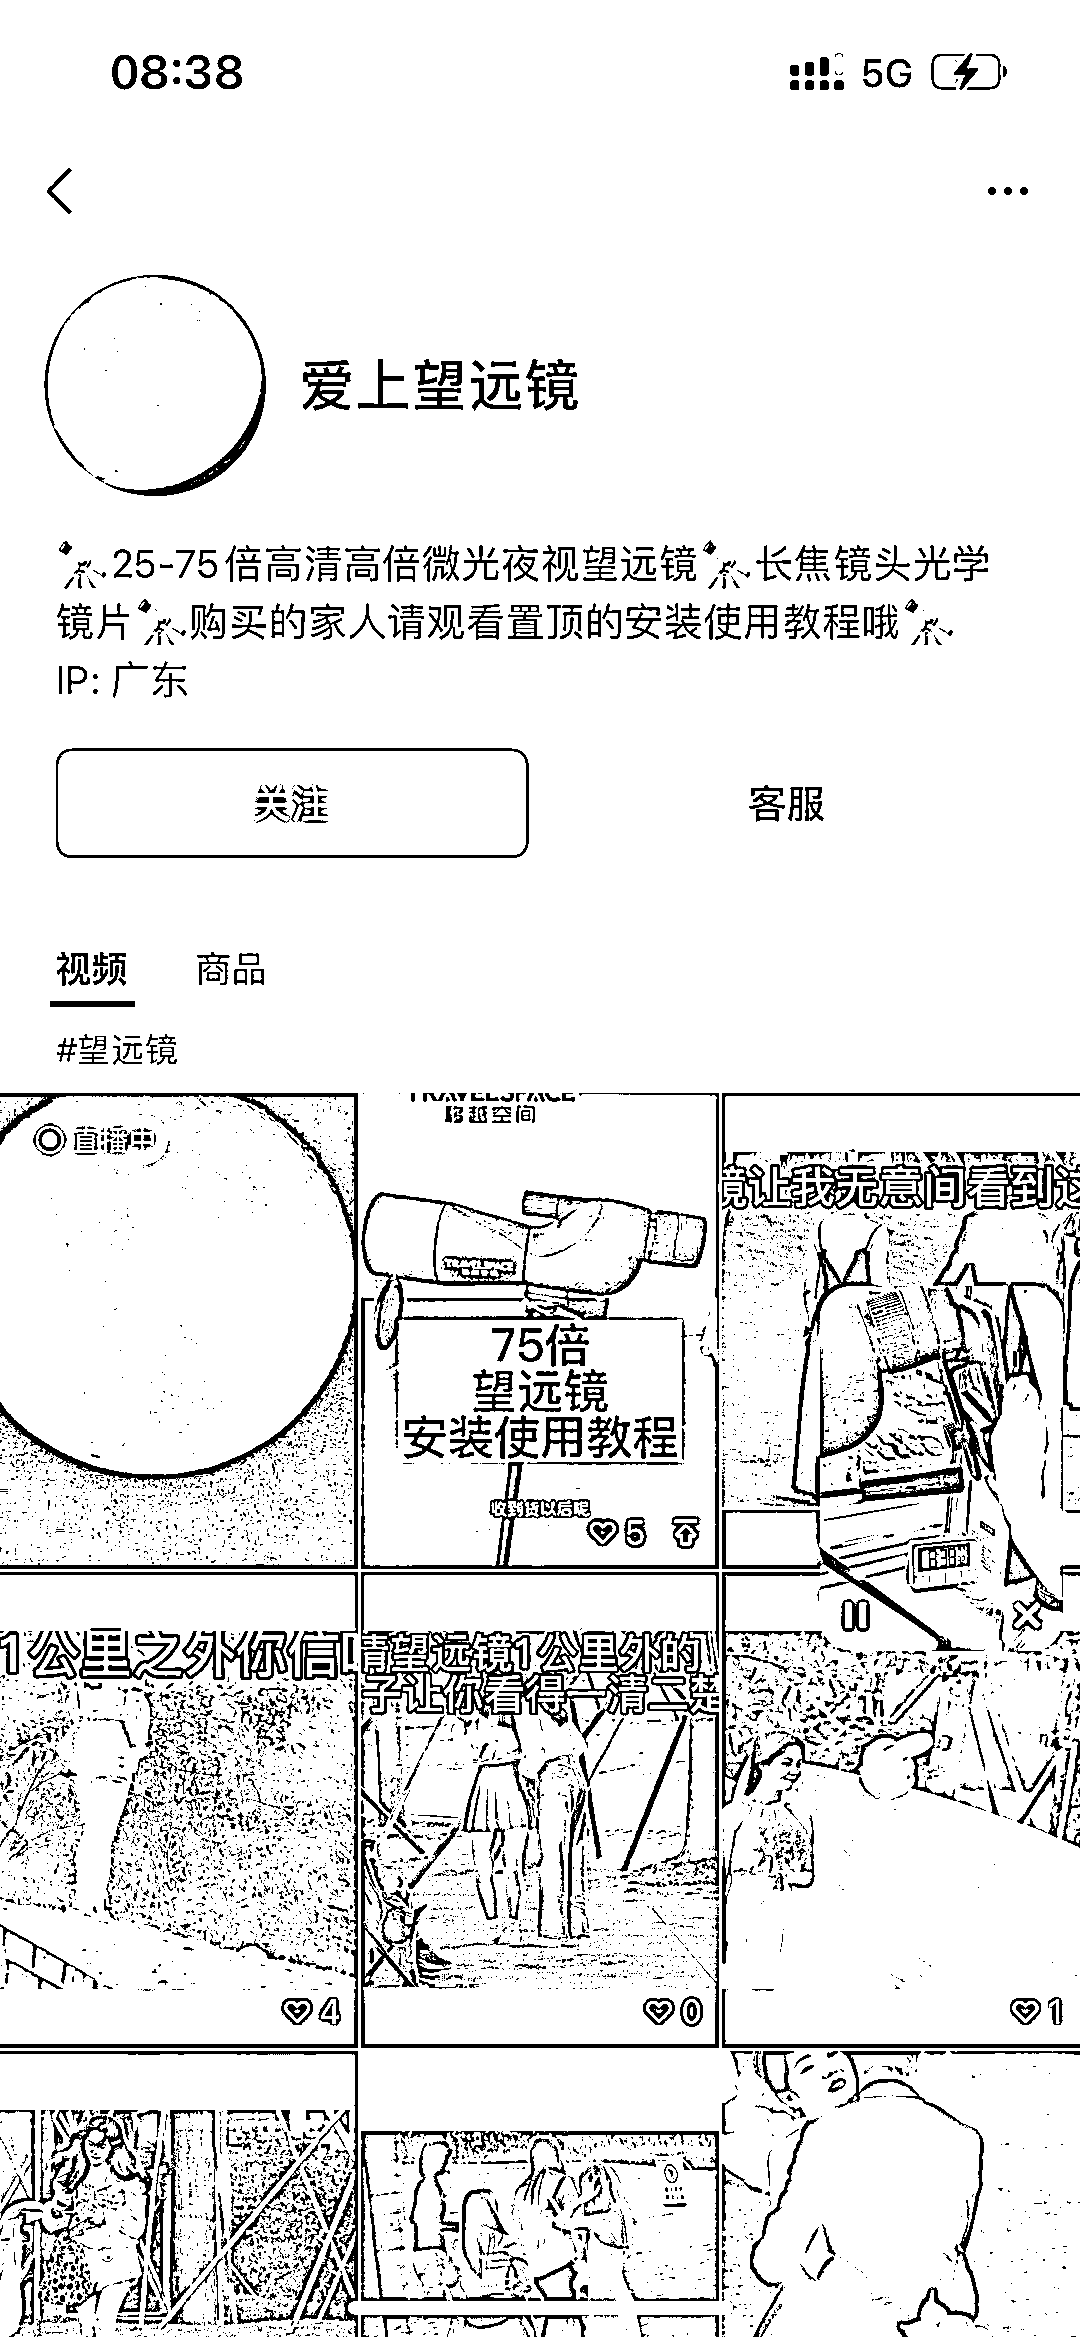 08:38
5G
爱上望远镜
25-75倍高清高倍微光夜视望远镜 长焦镜头光学
镜片 购买的家人请观看置顶的安装使用教程哦
IP: 广东
关注
客服
视频 商品
#望远镜
直播中
TRAVELSPACE
移越空间
75倍
望远镜
安装使用教程
收到货以后呢
5
镜让我无意间看到这
1公里之外你信
4
清望远镜1公里外的
子让你看得一清二楚
0
1